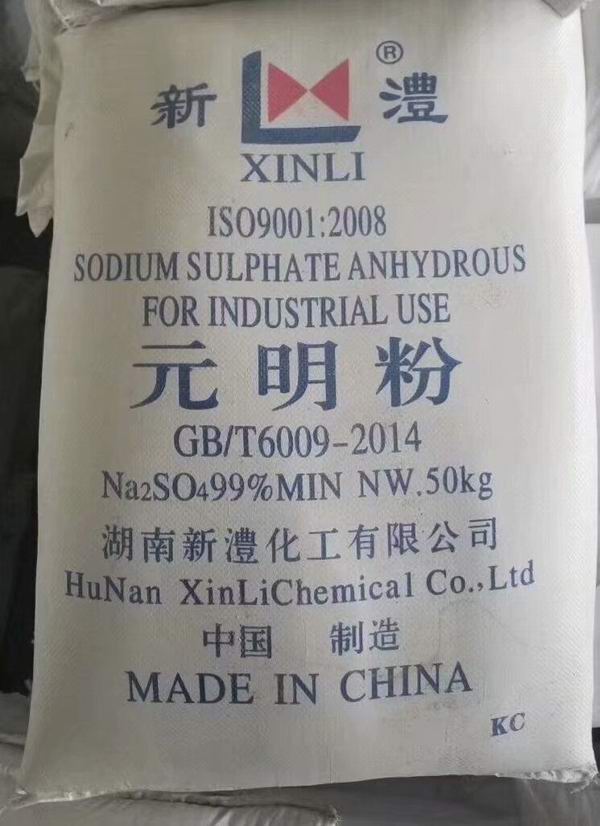 新 ® 澧
XINLI
ISO9001:2008
SODIUM SULPHATE ANHYDROUS
FOR INDUSTRIAL USE
元明粉
GB/T6009-2014
Na₂SO₄99%MIN NW.50kg
湖南新澧化工有限公司
HuNan XinLiChemical Co.,Ltd
中国 制造
MADE IN CHINA
KC